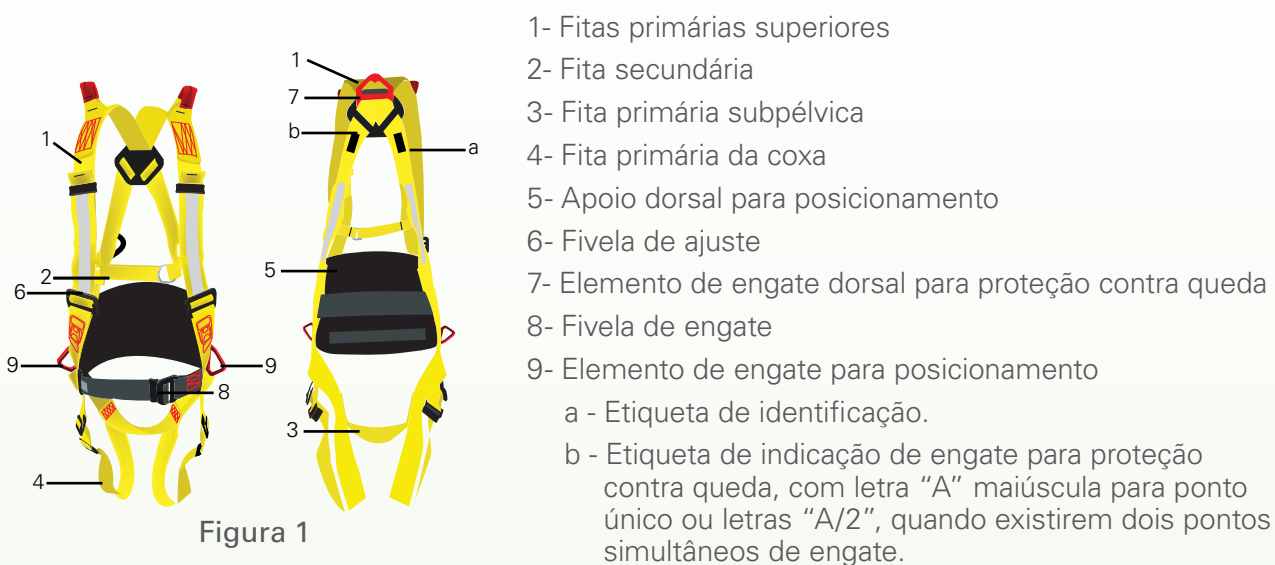 1
2
6
9
9
8
4
1
7
b
a
5
3
Figura 1
1- Fitas primárias superiores
2- Fita secundária
3- Fita primária subpélvica
4- Fita primária da coxa
5- Apoio dorsal para posicionamento
6- Fivela de ajuste
7- Elemento de engate dorsal para proteção contra queda
8- Fivela de engate
9- Elemento de engate para posicionamento
a - Etiqueta de identificação.
b - Etiqueta de indicação de engate para proteção
contra queda, com letra “A” maiúscula para ponto
único ou letras “A/2”, quando existirem dois pontos
simultâneos de engate.